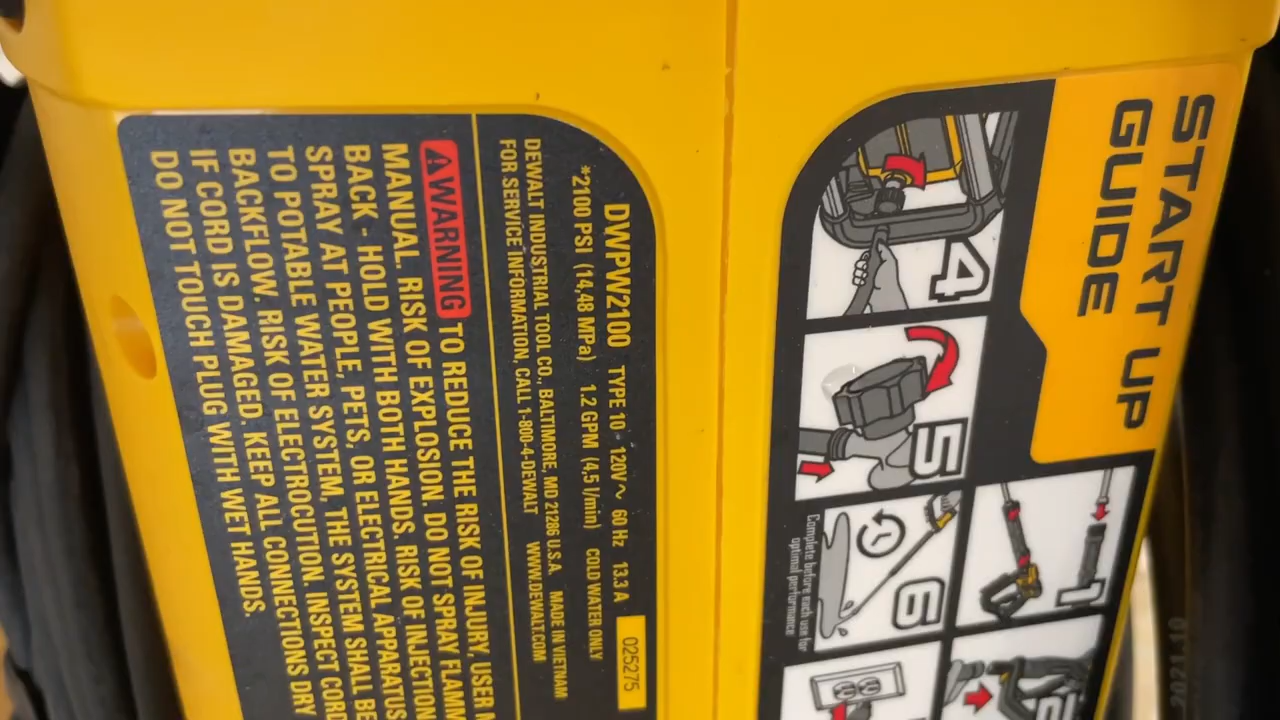 START UP
GUIDE
1
4
5
6
Complete before each use for
optimal performance
DWPW2100 TYPE 10 120V~ 60 Hz 13.3 A
025275
*2100 PSI (14,48 MPa) 1.2 GPM (4,5 l/min) COLD WATER ONLY
DEWALT INDUSTRIAL TOOL CO., BALTIMORE, MD 21286 U.S.A. MADE IN VIETNAM
FOR SERVICE INFORMATION, CALL 1-800-4-DEWALT WWW.DEWALT.COM
WARNING TO REDUCE THE RISK OF INJURY, USER
MANUAL. RISK OF EXPLOSION. DO NOT SPRAY
BACK - HOLD WITH BOTH HANDS. RISK OF INJECTION
SPRAY AT PEOPLE, PETS, OR ELECTRICAL APPARATUS
TO POTABLE WATER SYSTEM, THE SYSTEM SHALL BE
BACKFLOW. RISK OF ELECTROCUTION. INSPECT CORD
IF CORD IS DAMAGED. KEEP ALL CONNECTIONS DRY
DO NOT TOUCH PLUG WITH WET HANDS.